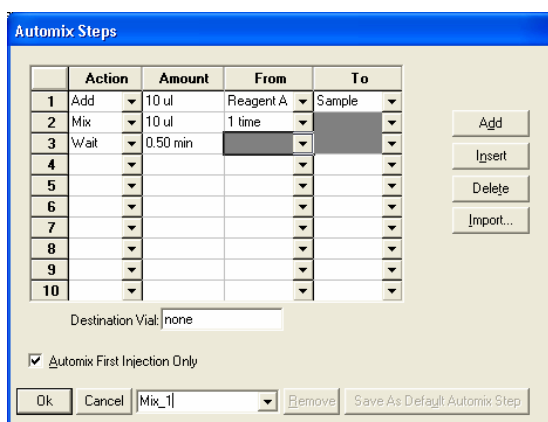 Automix Steps
Action Amount From To
1 Add 10 ul Reagent A Sample
2 Mix 10 ul 1 time
3 Wait 0.50 min
4
5
6
7
8
9
10
Add
Insert
Delete
Import...
Destination Vial: none
Automix First Injection Only
Ok Cancel Mix_1 Remove Save As Default Automix Step